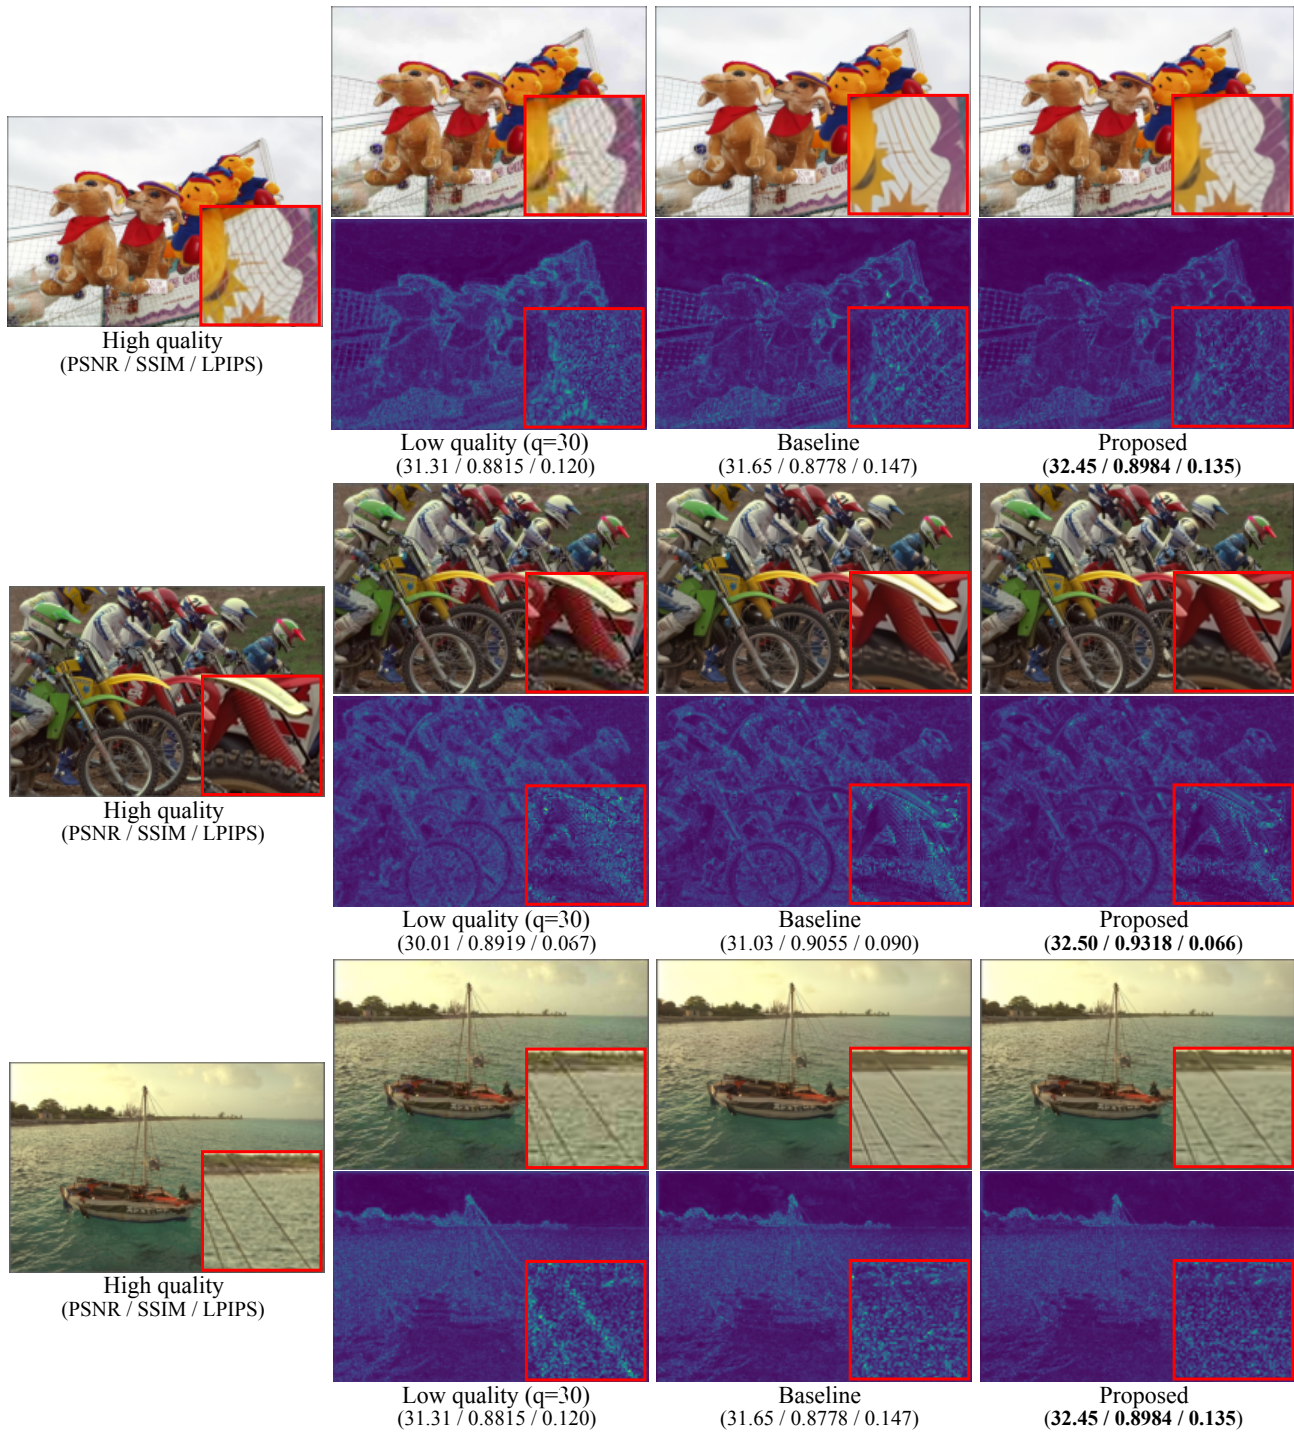 High quality
(PSNR / SSIM / LPIPS)
Low quality (q=30)
(31.31 / 0.8815 / 0.120)
Baseline
(31.65 / 0.8778 / 0.147)
Proposed
(32.45 / 0.8984 / 0.135)
High quality
(PSNR / SSIM / LPIPS)
Low quality (q=30)
(30.01 / 0.8919 / 0.067)
Baseline
(31.03 / 0.9055 / 0.090)
Proposed
(32.50 / 0.9318 / 0.066)
High quality
(PSNR / SSIM / LPIPS)
Low quality (q=30)
(31.31 / 0.8815 / 0.120)
Baseline
(31.65 / 0.8778 / 0.147)
Proposed
(32.45 / 0.8984 / 0.135)